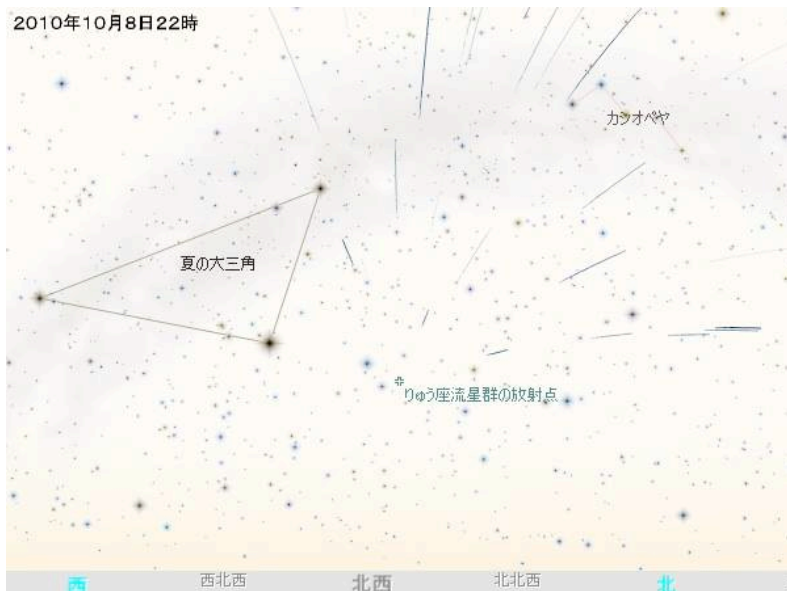 2010年10月8日22時
カシオペヤ
夏の大三角
りゅう座流星群の放射点
西 西北西 北西 北北西 北